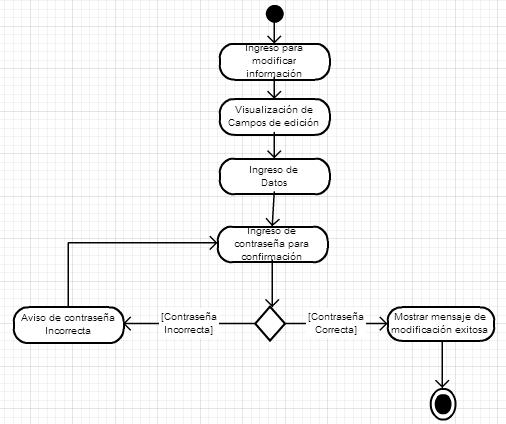 Ingreso para
modificar
información
Visualización de
Campos de edición
Ingreso de
Datos
Ingreso de
contraseña para
confirmación
Aviso de contraseña
Incorrecta
[Contraseña
Incorrecta]
[Contraseña
Correcta]
Mostrar mensaje de
modificación exitosa